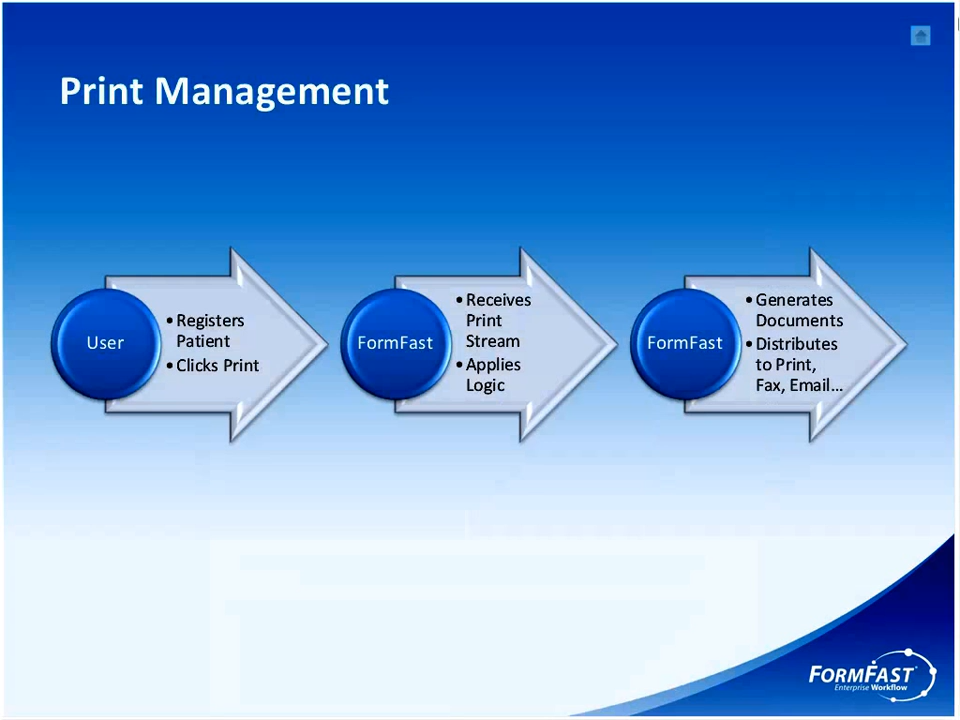 Print Management
User
• Registers
Patient
• Clicks Print
FormFast
• Receives
Print
Stream
• Applies
Logic
FormFast
• Generates
Documents
• Distributes
to Print,
Fax, Email...
FORMFAST
Enterprise Workflow